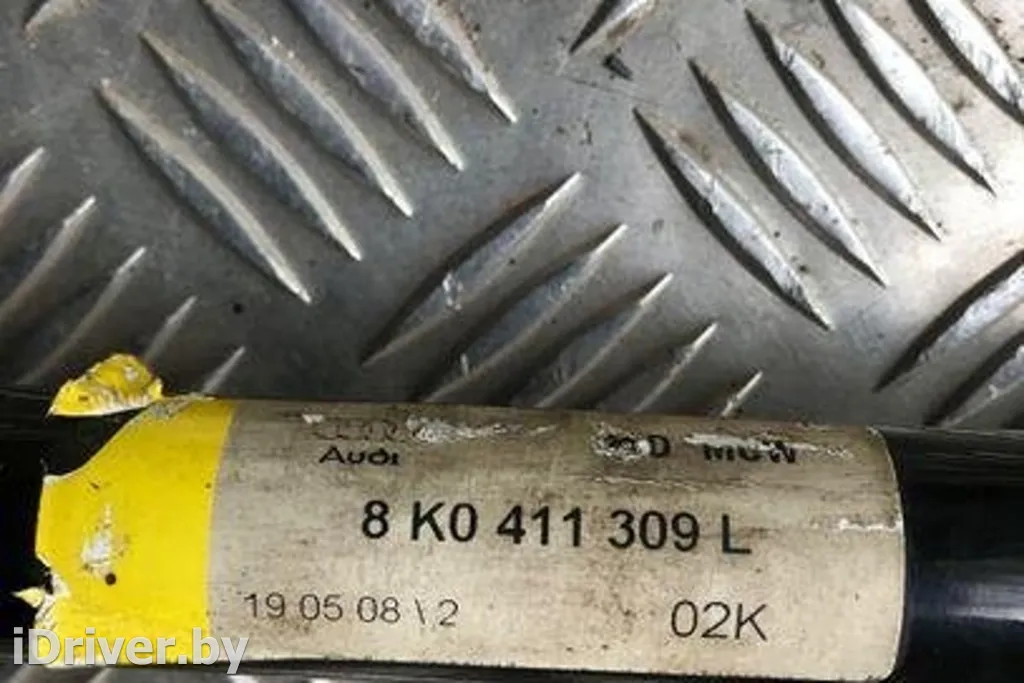 Audi
8 K0 411 309 L
19 05 08 \ 2 02K
iDriver.by